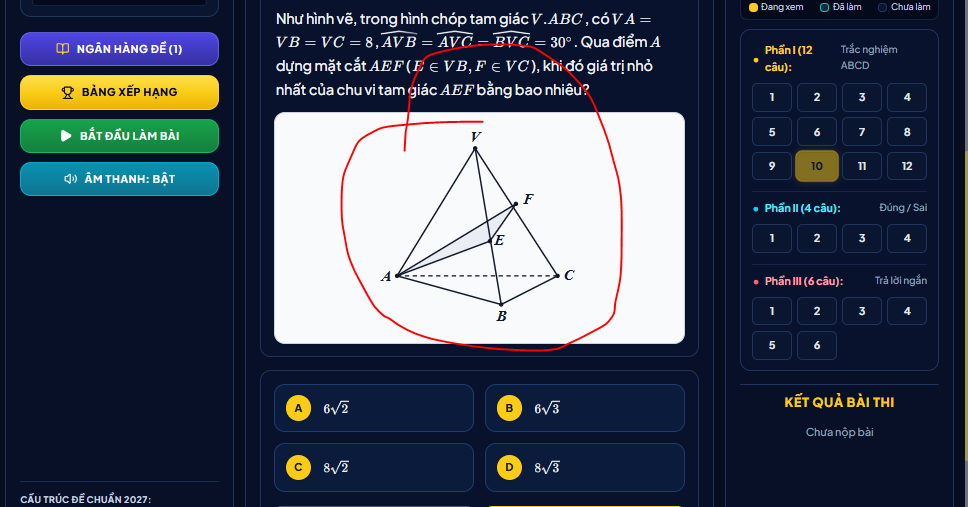 NGÂN HÀNG ĐỀ (1)
BẢNG XẾP HẠNG
BẮT ĐẦU LÀM BÀI
ÂM THANH: BẬT
CẤU TRÚC ĐỀ CHUẨN 2027:
Như hình vẽ, trong hình chóp tam giác V.ABC, có VA =
VB = VC = 8, \widehat{AVB} = \widehat{AVC} = \widehat{BVC} = 30°. Qua điểm A
dựng mặt cắt AEF(E ∈ VB, F ∈ VC), khi đó giá trị nhỏ
nhất của chu vi tam giác AEF bằng bao nhiêu?
V
F
E
A
C
B
A 6√2
B 6√3
C 8√2
D 8√3
Đang xem Đã làm Chưa làm
Phần I (12 câu): Trắc nghiệm ABCD
1 2 3 4
5 6 7 8
9 10 11 12
Phần II (4 câu): Đúng / Sai
1 2 3 4
Phần III (6 câu): Trả lời ngắn
1 2 3 4
5 6
KẾT QUẢ BÀI THI
Chưa nộp bài